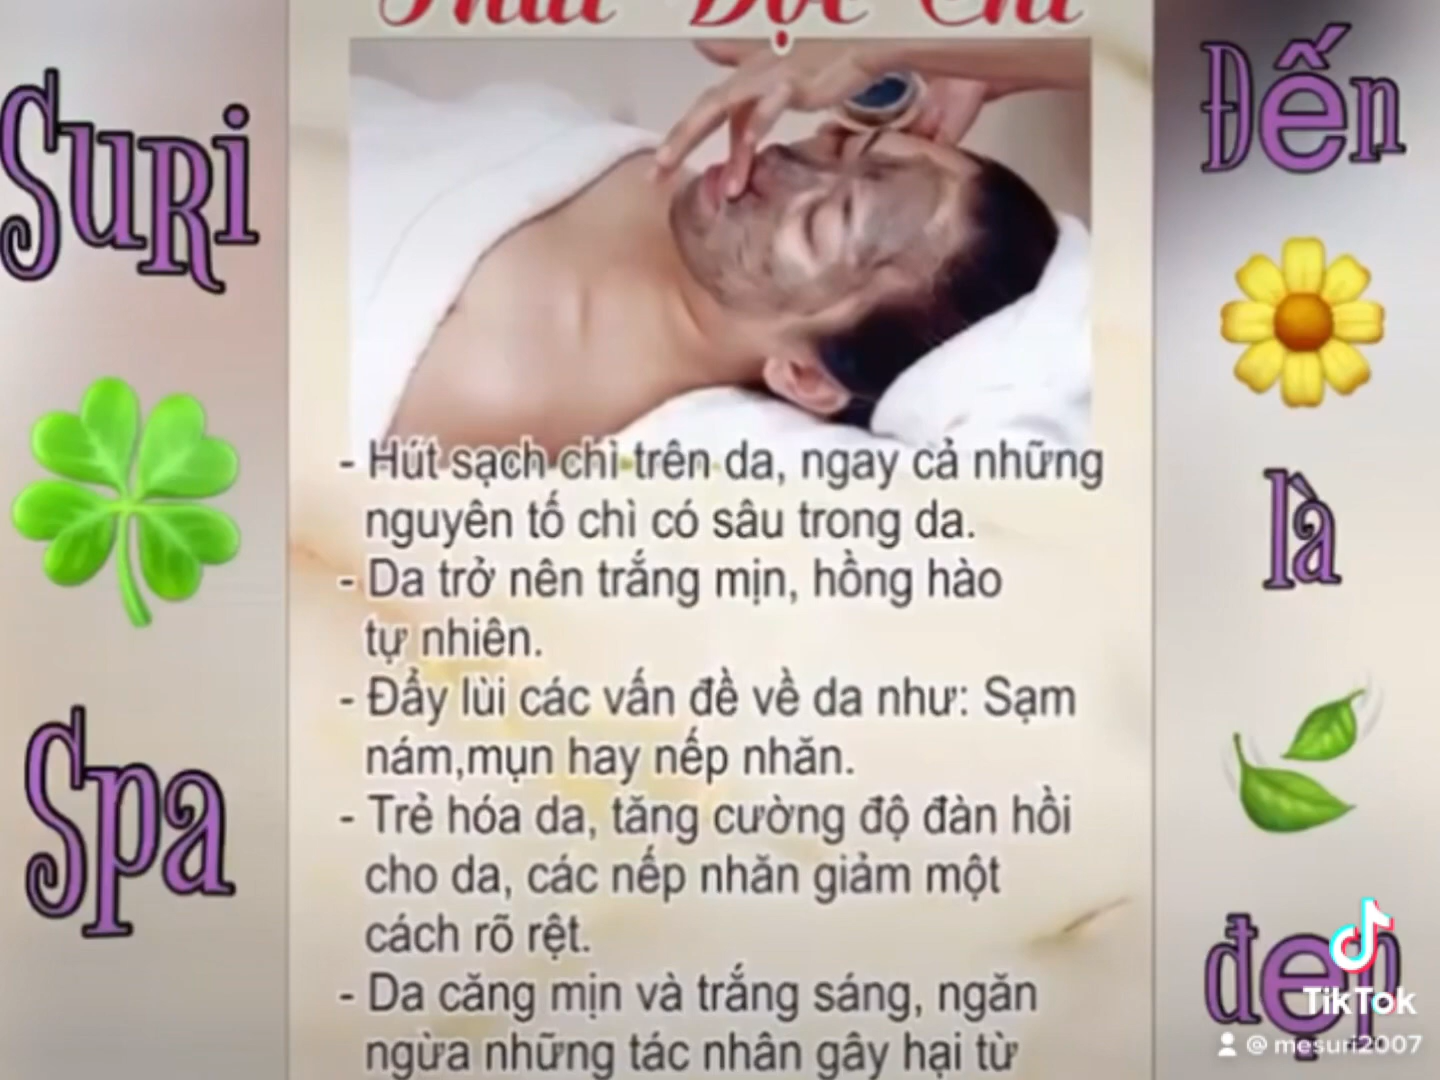 Thải Độc Chì
Suri
Spa
- Hút sạch chì trên da, ngay cả những
nguyên tố chì có sâu trong da.
- Da trở nên trắng mịn, hồng hào
tự nhiên.
- Đẩy lùi các vấn đề về da như: Sạm
nám,mụn hay nếp nhăn.
- Trẻ hóa da, tăng cường độ đàn hồi
cho da, các nếp nhăn giảm một
cách rõ rệt.
- Da căng mịn và trắng sáng, ngăn
ngừa những tác nhân gây hại từ
Đến
là
đẹp
TikTok
@ mesuri2007